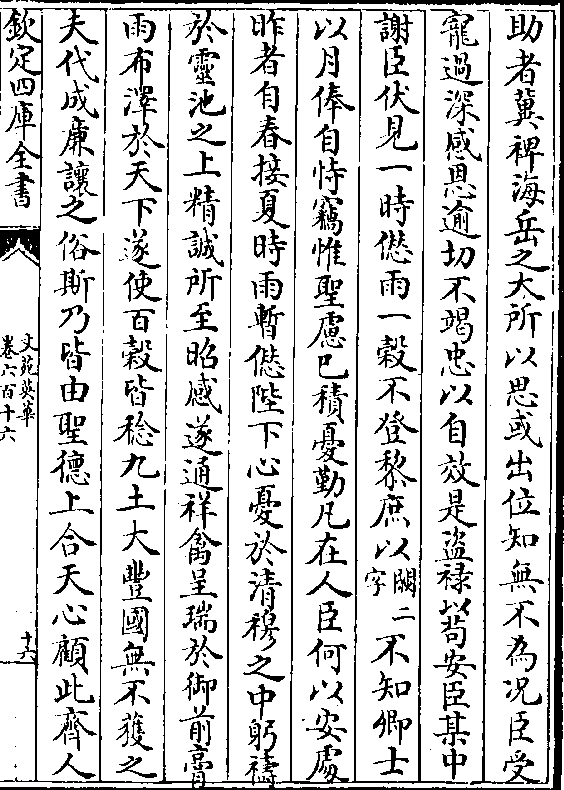 助者冀裨海岳之大所以思或出位知無不為况臣受
寵過深感恩逾切不竭忠以自效是盜禄以苟安臣某中
謝臣伏見一時愆雨一穀不登黎庶以闕二字不知卿士
以月俸自恃竊惟聖慮已積憂勤凡在人臣何以安處
昨者自春接夏時雨暫愆陛下心憂於清穆之中躬禱
於靈池之上精誠所至昭感遂通祥禽呈瑞於御前膏
雨布澤於天下遂使百穀皆稔九土大豐國無不獲之
夫代成廉讓之俗斯乃皆由聖德上合天心顧此齊人
欽定四庫全書
文苑英華
卷六百十六
十六